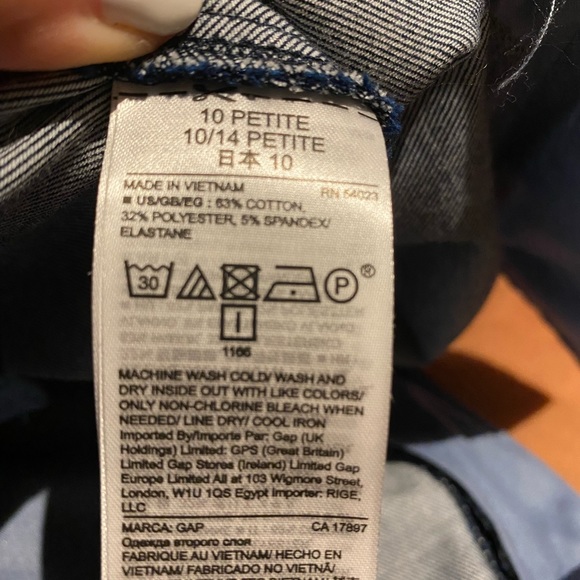 10 PETITE
10/14 PETITE
日本 10
MADE IN VIETNAM RN 54023
US/GB/EG : 63% COTTON,
32% POLYESTER, 5% SPANDEX/
ELASTANE
30 P ®
1166
MACHINE WASH COLD/ WASH AND
DRY INSIDE OUT WITH LIKE COLORS/
ONLY NON-CHLORINE BLEACH WHEN
NEEDED/ LINE DRY/ COOL IRON
Imported By/Importe Par: Gap (UK
Holdings) Limited: GPS (Great Britain)
Limited Gap Stores (Ireland) Limited Gap
Europe Limited All at 103 Wigmore Street,
London, W1U 1QS Egypt Importer: RIGE,
LLC
MARCA: GAP CA 17897
Одежда второго слоя
FABRIQUE AU VIETNAM/ HECHO EN
VIETNAM/ FABRICADO NO VIETNÃ/